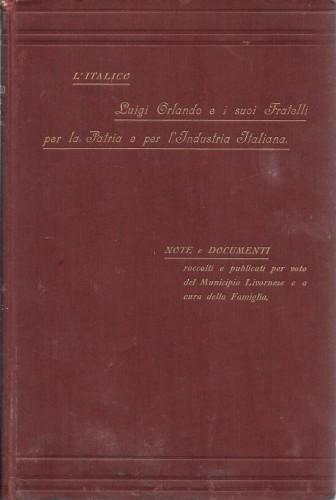 L'ITALICO
Luigi Orlando e i suoi Fratelli
per la Patria e per l'Industria Italiana.
NOTE e DOCUMENTI
raccolti e publicati per voto
del Municipio Livornese e a
cura della Famiglia.